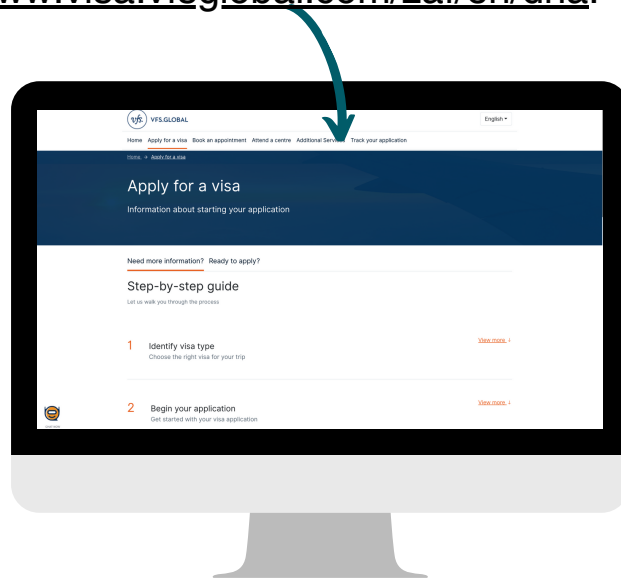 VFS.GLOBAL
English
Home Apply for a visa Book an appointment Attend a centre Additional Services Track your application
Home > Apply for a visa
Apply for a visa
Information about starting your application
Need more information? Ready to apply?
Step-by-step guide
Let us walk you through the process
1 Identify visa type View more ↓
Choose the right visa for your trip
2 Begin your application View more ↓
Get started with your visa application